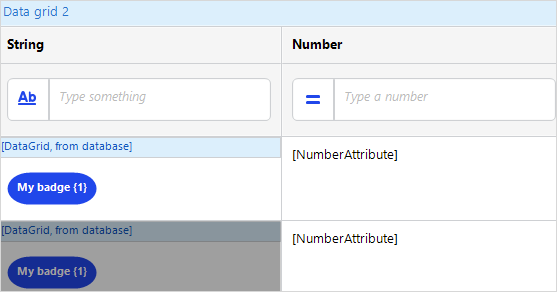 Data grid 2
String Number
Ab Type something = Type a number
[DataGrid, from database]
My badge {1} [NumberAttribute]
[DataGrid, from database]
My badge {1} [NumberAttribute]